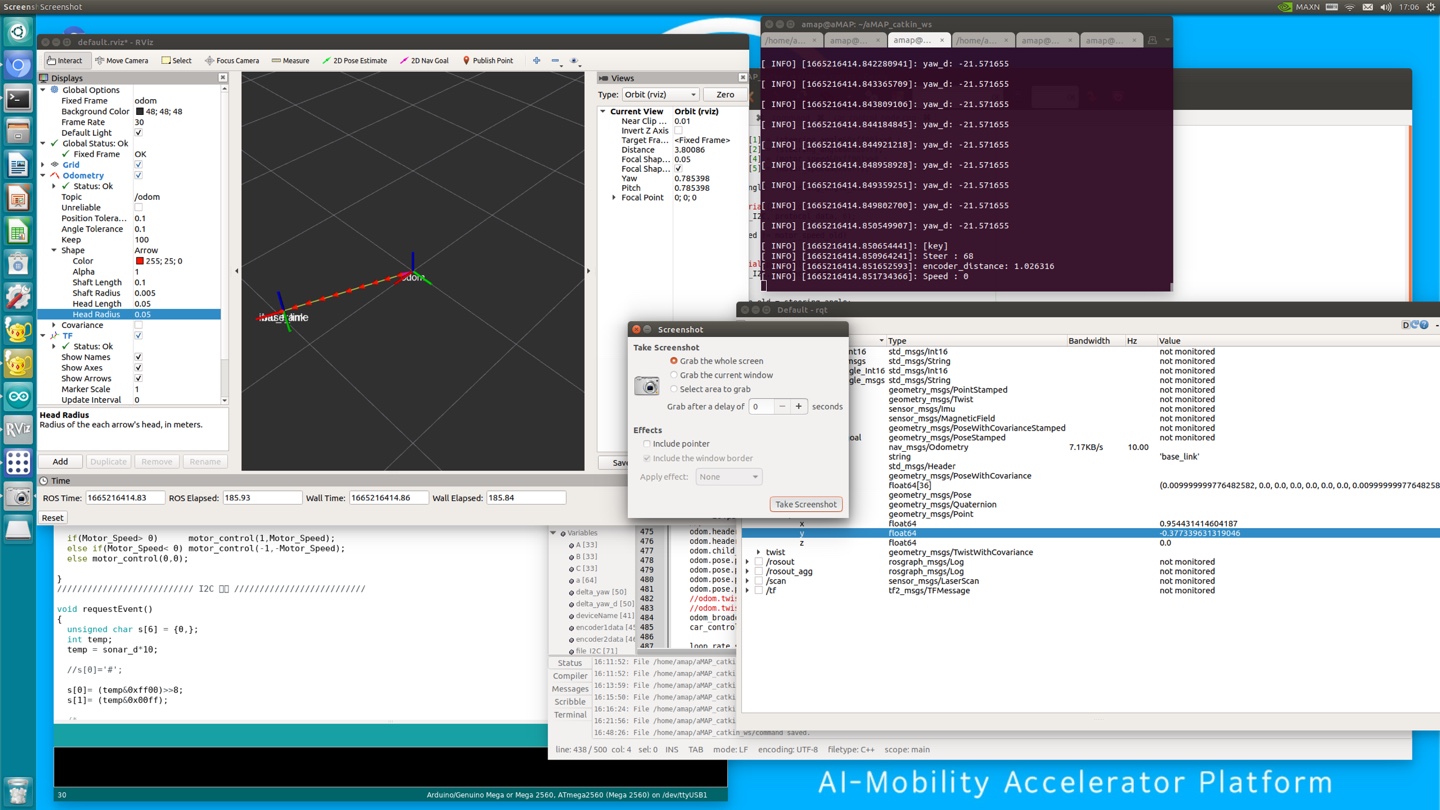 Screens Screenshot
MAXN
17:06
default.rviz* - RViz
Interact
Move Camera
Select
Focus Camera
Measure
2D Pose Estimate
2D Nav Goal
Publish Point
Displays
Global Options
Fixed Frame odom
Background Color 48; 48; 48
Frame Rate 30
Default Light
Global Status: Ok
Fixed Frame OK
Grid
Odometry
Status: Ok
Topic /odom
Unreliable
Position Tolera... 0.1
Angle Tolerance 0.1
Keep 100
Shape Arrow
Color 255; 25; 0
Alpha 1
Shaft Length 0.1
Shaft Radius 0.005
Head Length 0.05
Head Radius 0.05
Covariance
TF
Status: Ok
Show Names
Show Axes
Show Arrows
Marker Scale 1
Update Interval 0
Head Radius
Radius of the each arrow's head, in meters.
Add
Duplicate
Remove
Rename
odom
Views
Type: Orbit (rviz)
Zero
Current View Orbit (rviz)
Near Clip ... 0.01
Invert Z Axis
Target Fra... <Fixed Frame>
Distance 3.80086
Focal Shap... 0.05
Focal Shap...
Yaw 0.785398
Pitch 0.785398
Focal Point 0; 0; 0
Save
Time
ROS Time: 1665216414.83
ROS Elapsed: 185.93
Wall Time: 1665216414.86
Wall Elapsed: 185.84
Reset
amap@aMAP: ~/aMAP_catkin_ws
/home/a...
amap@...
amap@...
/home/a...
amap@...
amap@...
[ INFO] [1665216414.842280941]: yaw_d: -21.571655
[ INFO] [1665216414.843365709]: yaw_d: -21.571655
[ INFO] [1665216414.843809106]: yaw_d: -21.571655
[ INFO] [1665216414.844184845]: yaw_d: -21.571655
[ INFO] [1665216414.844921218]: yaw_d: -21.571655
[ INFO] [1665216414.848958928]: yaw_d: -21.571655
[ INFO] [1665216414.849359251]: yaw_d: -21.571655
[ INFO] [1665216414.849802700]: yaw_d: -21.571655
[ INFO] [1665216414.850549907]: yaw_d: -21.571655
[ INFO] [1665216414.850654441]: [key]
[ INFO] [1665216414.850964241]: Steer : 68
[ INFO] [1665216414.851652593]: encoder_distance: 1.026316
[ INFO] [1665216414.851734366]: Speed : 0
Screenshot
Take Screenshot
Grab the whole screen
Grab the current window
Select area to grab
Grab after a delay of 0 − + seconds
Effects
Include pointer
Include the window border
Apply effect: None
Take Screenshot
Default - rqt
Type Bandwidth Hz Value
Int16 std_msgs/Int16 not monitored
msgs std_msgs/String not monitored
gle_Int16 std_msgs/Int16 not monitored
gle_msgs std_msgs/String not monitored
geometry_msgs/PointStamped not monitored
geometry_msgs/Twist not monitored
sensor_msgs/Imu not monitored
sensor_msgs/MagneticField not monitored
geometry_msgs/PoseWithCovarianceStamped not monitored
oal geometry_msgs/PoseStamped not monitored
nav_msgs/Odometry 7.17KB/s 10.00
string 'base_link'
std_msgs/Header
geometry_msgs/PoseWithCovariance
float64[36] (0.009999999776482582, 0.0, 0.0, 0.0, 0.0, 0.0, 0.0, 0.00999999977648258
geometry_msgs/Pose
geometry_msgs/Quaternion
geometry_msgs/Point
x float64 0.954431414604187
y float64 -0.377339631319046
z float64 0.0
twist geometry_msgs/TwistWithCovariance
/rosout rosgraph_msgs/Log not monitored
/rosout_agg rosgraph_msgs/Log not monitored
/scan sensor_msgs/LaserScan not monitored
/tf tf2_msgs/TFMessage not monitored
if(Motor_Speed> 0) motor_control(1,Motor_Speed);
else if(Motor_Speed< 0) motor_control(-1,-Motor_Speed);
else motor_control(0,0);
}
/////////////////////////// I2C ////////////////////////////
void requestEvent()
{
unsigned char s[6] = {0,};
int temp;
temp = sonar_d*10;
//s[0]='#';
s[0]= (temp&0xff00)>>8;
s[1]= (temp&0x00ff);
30
Arduino/Genuino Mega or Mega 2560, ATmega2560 (Mega 2560) on /dev/ttyUSB1
Variables
A [33]
B [33]
C [33]
a [64]
delta_yaw [50]
delta_yaw_d [50]
deviceName [41]
encoder1data [45
encoder2data [46
file_I2C [71]
475 odom.header
476 odom.heade
477 odom.child_
478 odom.pose.p
479 odom.pose.p
480 odom.pose.p
481 odom.pose.p
482 //odom.twis
483 //odom.twis
484 odom_broad
485 car_control
486
487 loop_rate.s
Status
Compiler
Messages
Scribble
Terminal
16:11:52: File /home/amap/aMAP_catki
16:11:52: File /home/amap/aMAP_catki
16:13:59: File /home/amap/aMAP_catki
16:15:50: File /home/amap/aMAP_catki
16:16:24: File /home/amap/aMAP_catki
16:21:56: File /home/amap/aMAP_catki
16:48:26: File /home/amap/aMAP_catkin_ws/command saved.
line: 438 / 500 col: 4 sel: 0 INS TAB mode: LF encoding: UTF-8 filetype: C++ scope: main
AI-Mobility Accelerator Platform